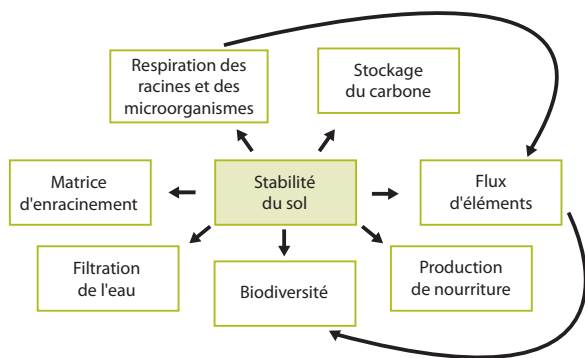 Respiration des
racines et des
microorganismes
Stockage
du carbone
Matrice
d'enracinement
Stabilité
du sol
Flux
d'éléments
Filtration
de l'eau
Biodiversité
Production
de nourriture